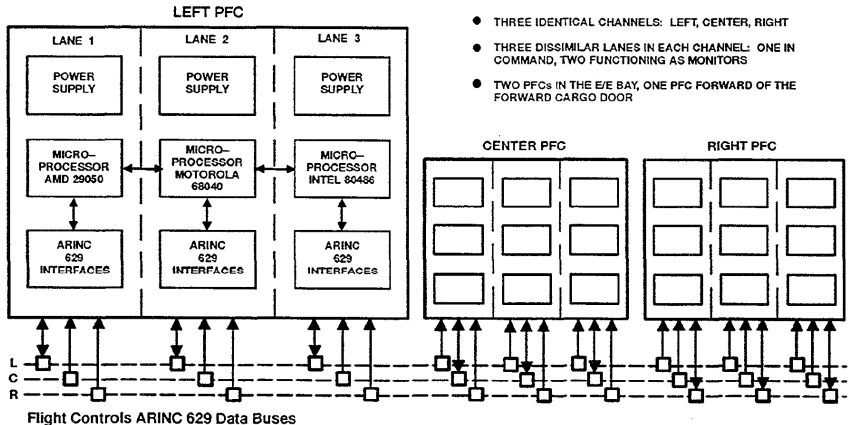 LEFT PFC
LANE 1
LANE 2
LANE 3
POWER
SUPPLY
POWER
SUPPLY
POWER
SUPPLY
MICRO–
PROCESSOR
AMD 29050
MICRO–
PROCESSOR
MOTOROLA
68040
MICRO–
PROCESSOR
INTEL 80486
ARINC
629
INTERFACES
ARINC
629
INTERFACES
ARINC
629
INTERFACES
● THREE IDENTICAL CHANNELS: LEFT, CENTER, RIGHT
● THREE DISSIMILAR LANES IN EACH CHANNEL: ONE IN
COMMAND, TWO FUNCTIONING AS MONITORS
● TWO PFCs IN THE E/E BAY, ONE PFC FORWARD OF THE
FORWARD CARGO DOOR
CENTER PFC
RIGHT PFC
L
C
R
Flight Controls ARINC 629 Data Buses